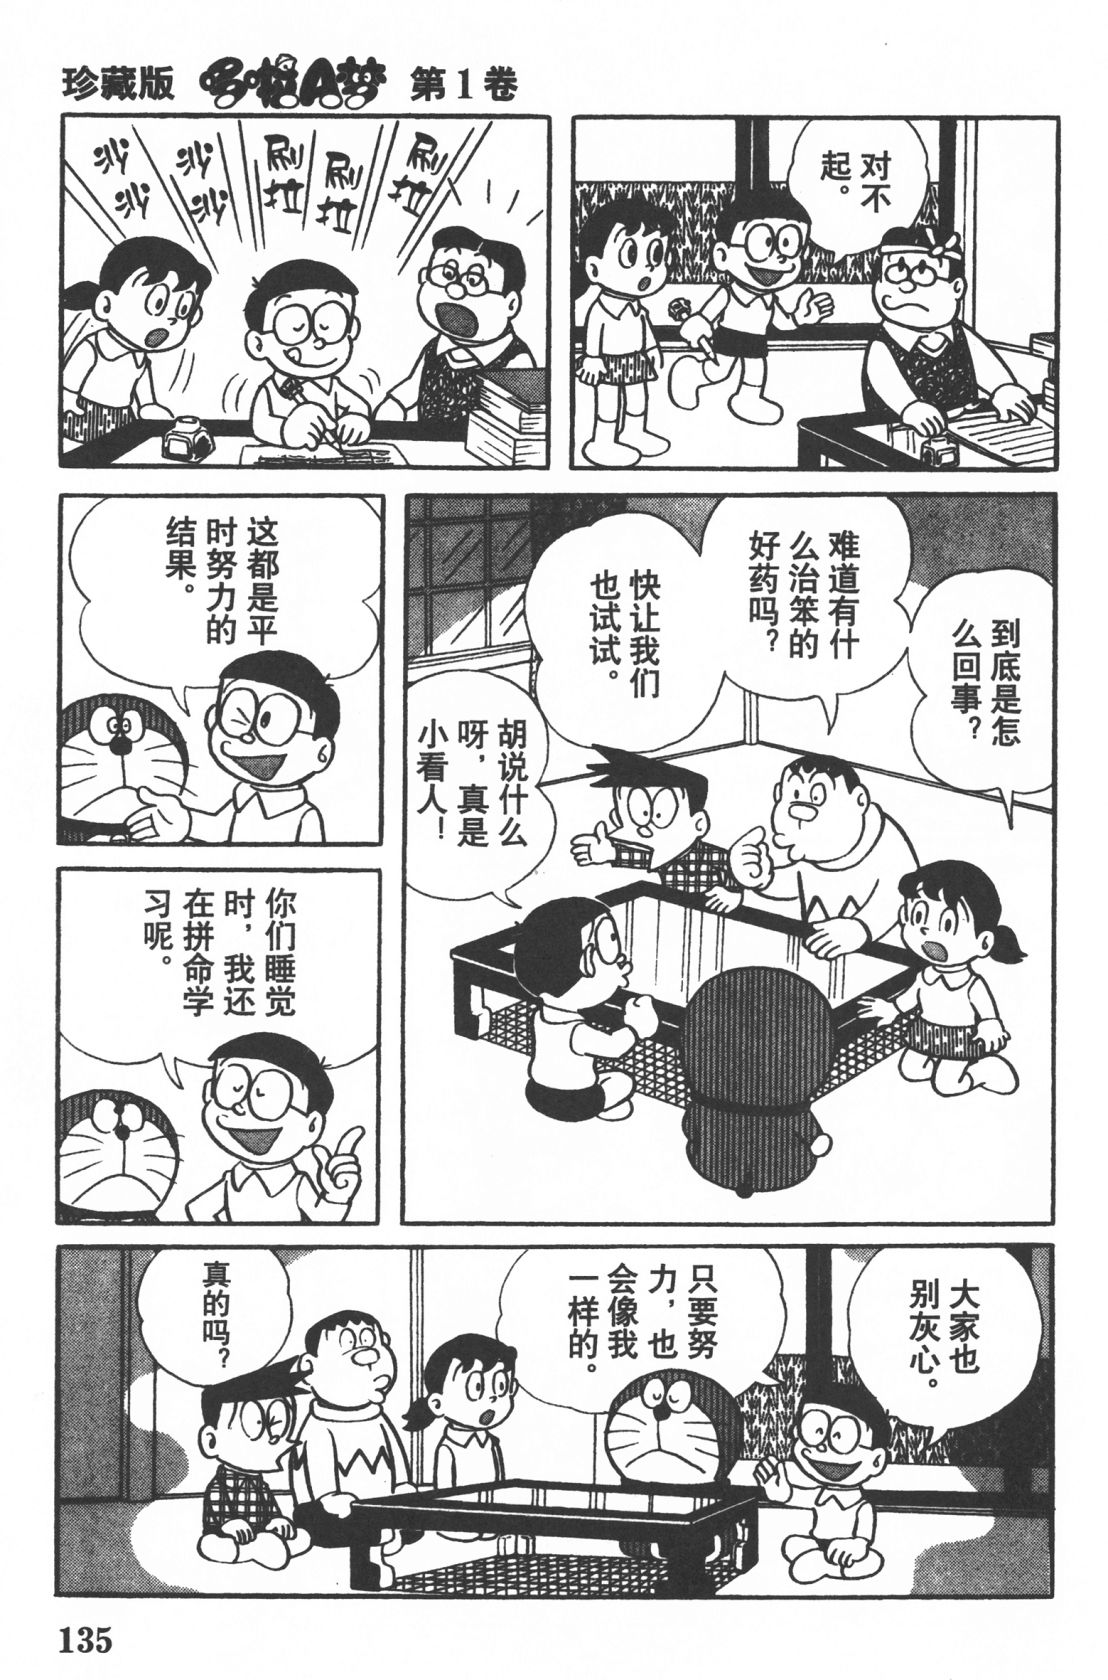 珍藏版 哆啦A梦 第1卷
对不
起。
刷拉
刷拉
刷拉
沙沙
沙沙
到底是怎
么回事？
难道有什
么治笨的
好药吗？
快让我们
也试试。
胡说什么
呀，真是
小看人！
这都是平
时努力的
结果。
你们睡觉
时，我还
在拼命学
习呢。
大家也
别灰心。
只要努
力，也
会像我
一样的。
真的吗？
135